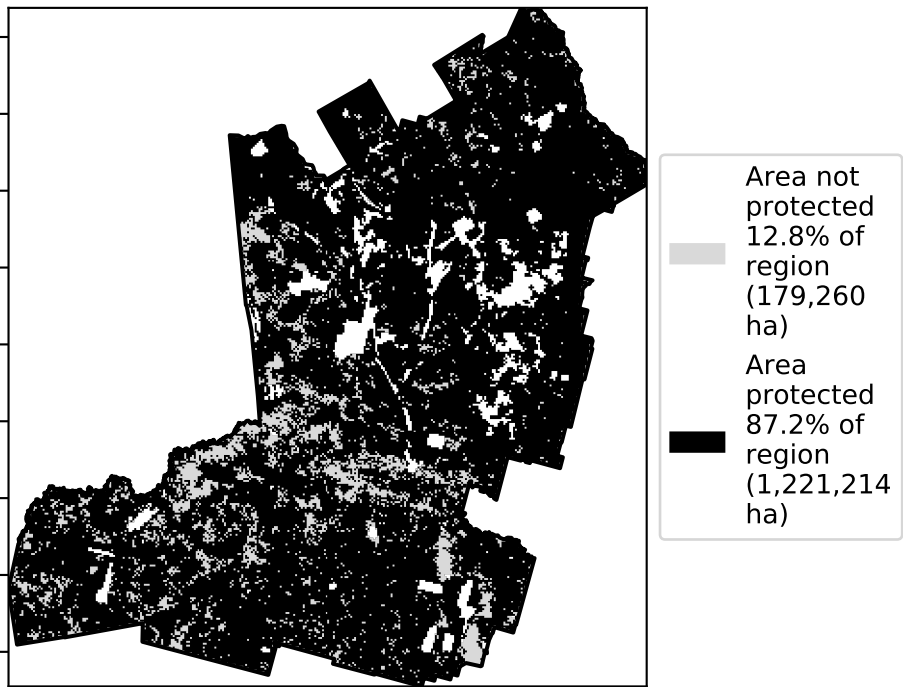 Area not
protected
12.8% of
region
(179,260
ha)
Area
protected
87.2% of
region
(1,221,214
ha)